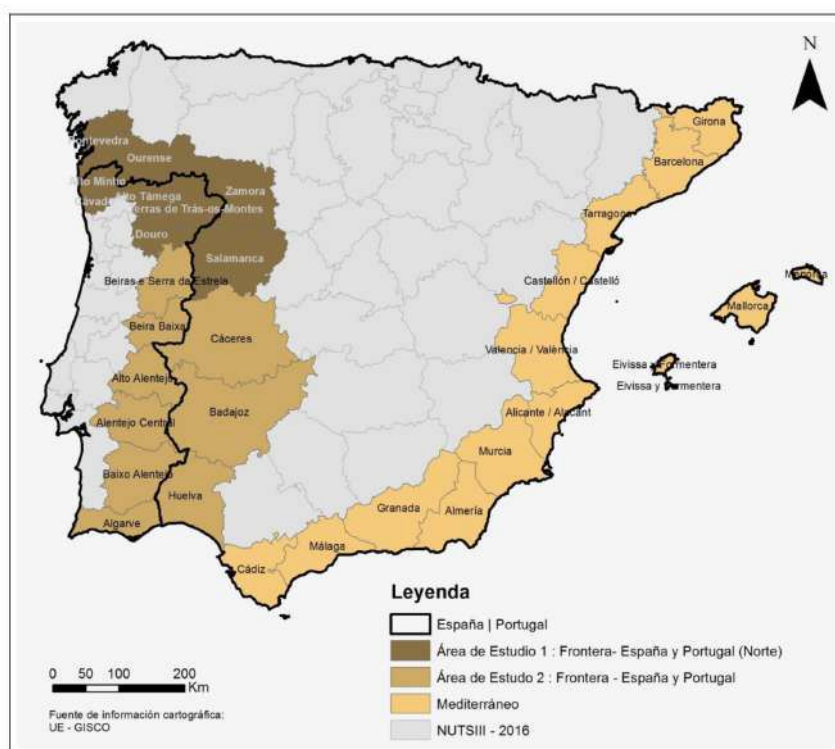 N
Girona
Barcelona
Pontevedra
Ourense
Tarragona
Alto Minho
Alto Támega
Zamora
Cávado
Terras de Trás-os-Montes
Douro
Salamanca
Castellón / Castelló
Menorca
Beiras e Serra da Estrela
Mallorca
Beira Baixa
Cáceres
Valencia / València
Eivissa y Formentera
Alto Alentejo
Eivissa y Formentera
Badajoz
Alicante / Alacant
Alentejo Central
Murcia
Baixo Alentejo
Huelva
Granada
Almería
Algarve
Málaga
Cádiz
Leyenda
España | Portugal
Área de Estudio 1 : Frontera- España y Portugal (Norte)
Área de Estudo 2 : Frontera - España y Portugal
Mediterráneo
NUTSIII - 2016
0 50 100 200
Km
Fuente de información cartográfica:
UE - GISCO